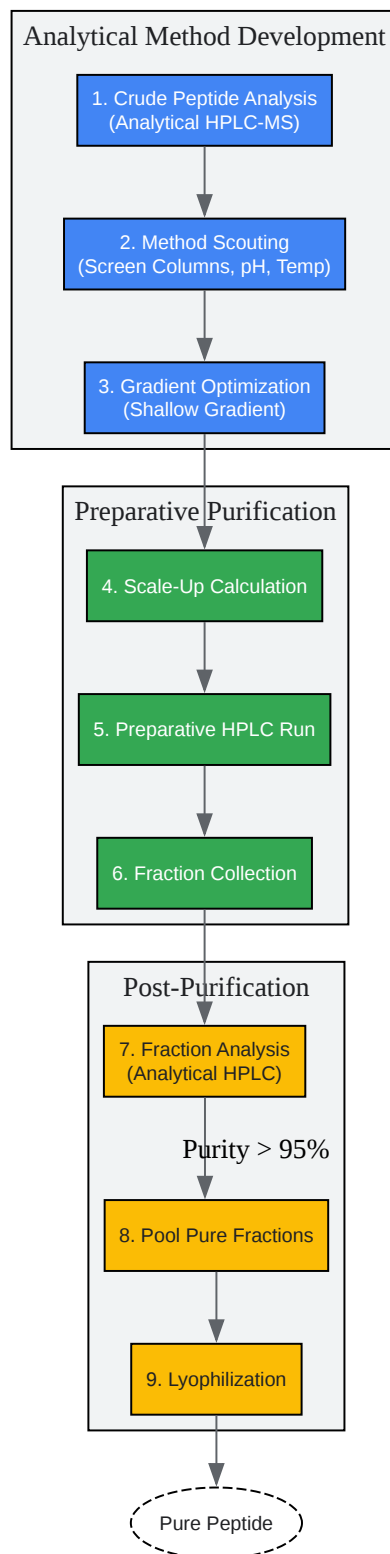 Analytical Method Development
1. Crude Peptide Analysis
(Analytical HPLC-MS)
2. Method Scouting
(Screen Columns, pH, Temp)
3. Gradient Optimization
(Shallow Gradient)
Preparative Purification
4. Scale-Up Calculation
5. Preparative HPLC Run
6. Fraction Collection
Post-Purification
7. Fraction Analysis
(Analytical HPLC)
Purity > 95%
8. Pool Pure Fractions
9. Lyophilization
Pure Peptide